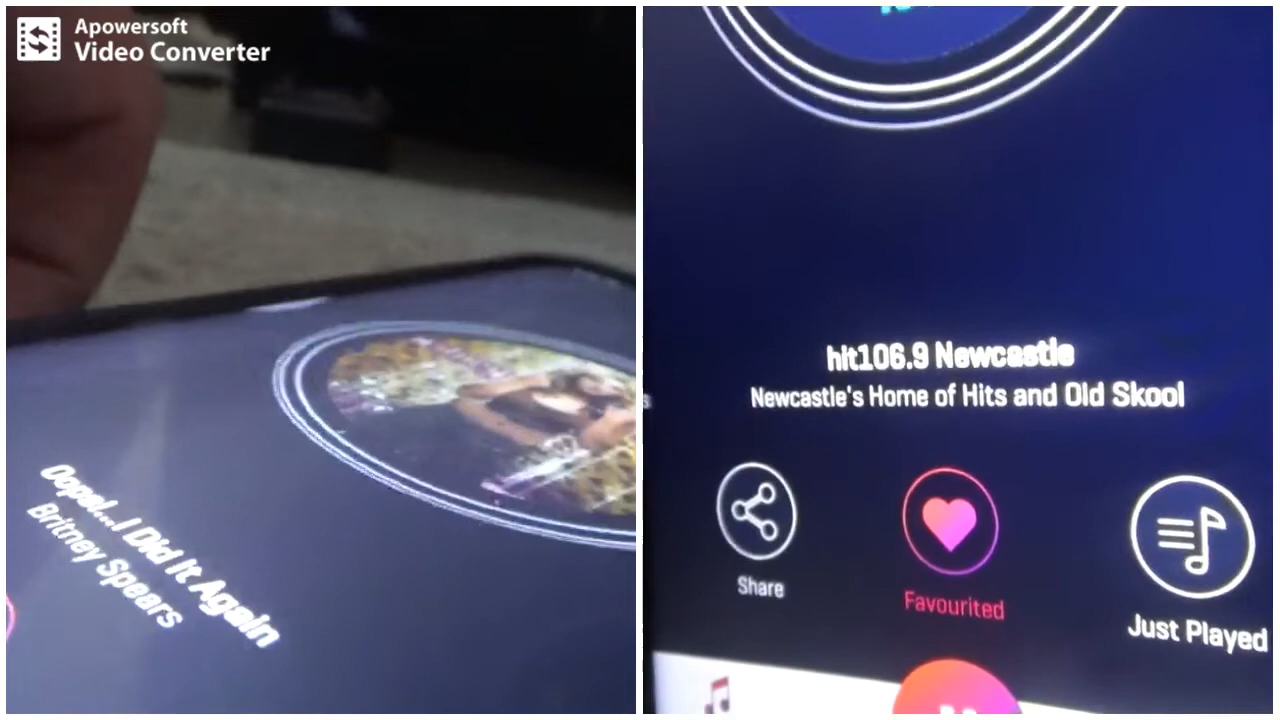 Apowersoft
Video Converter
Oops!...I Did It Again
Britney Spears
hit106.9 Newcastle
Newcastle's Home of Hits and Old Skool
Share
Favourited
Just Played